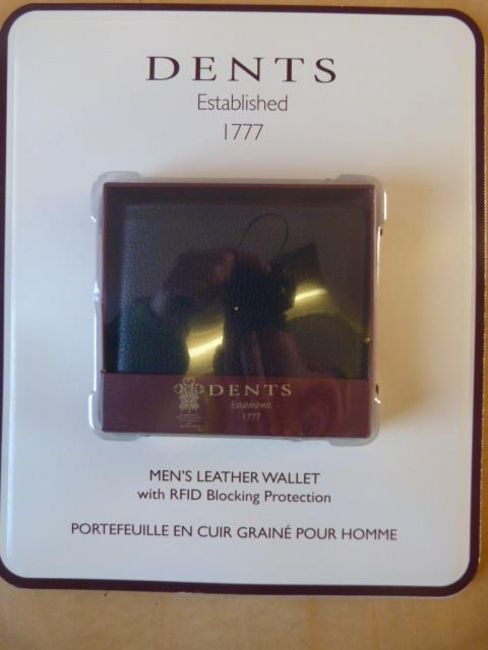 DENTS
Established
1777
DENTS
Established
1777
MEN'S LEATHER WALLET
with RFID Blocking Protection
PORTEFEUILLE EN CUIR GRAINÉ POUR HOMME